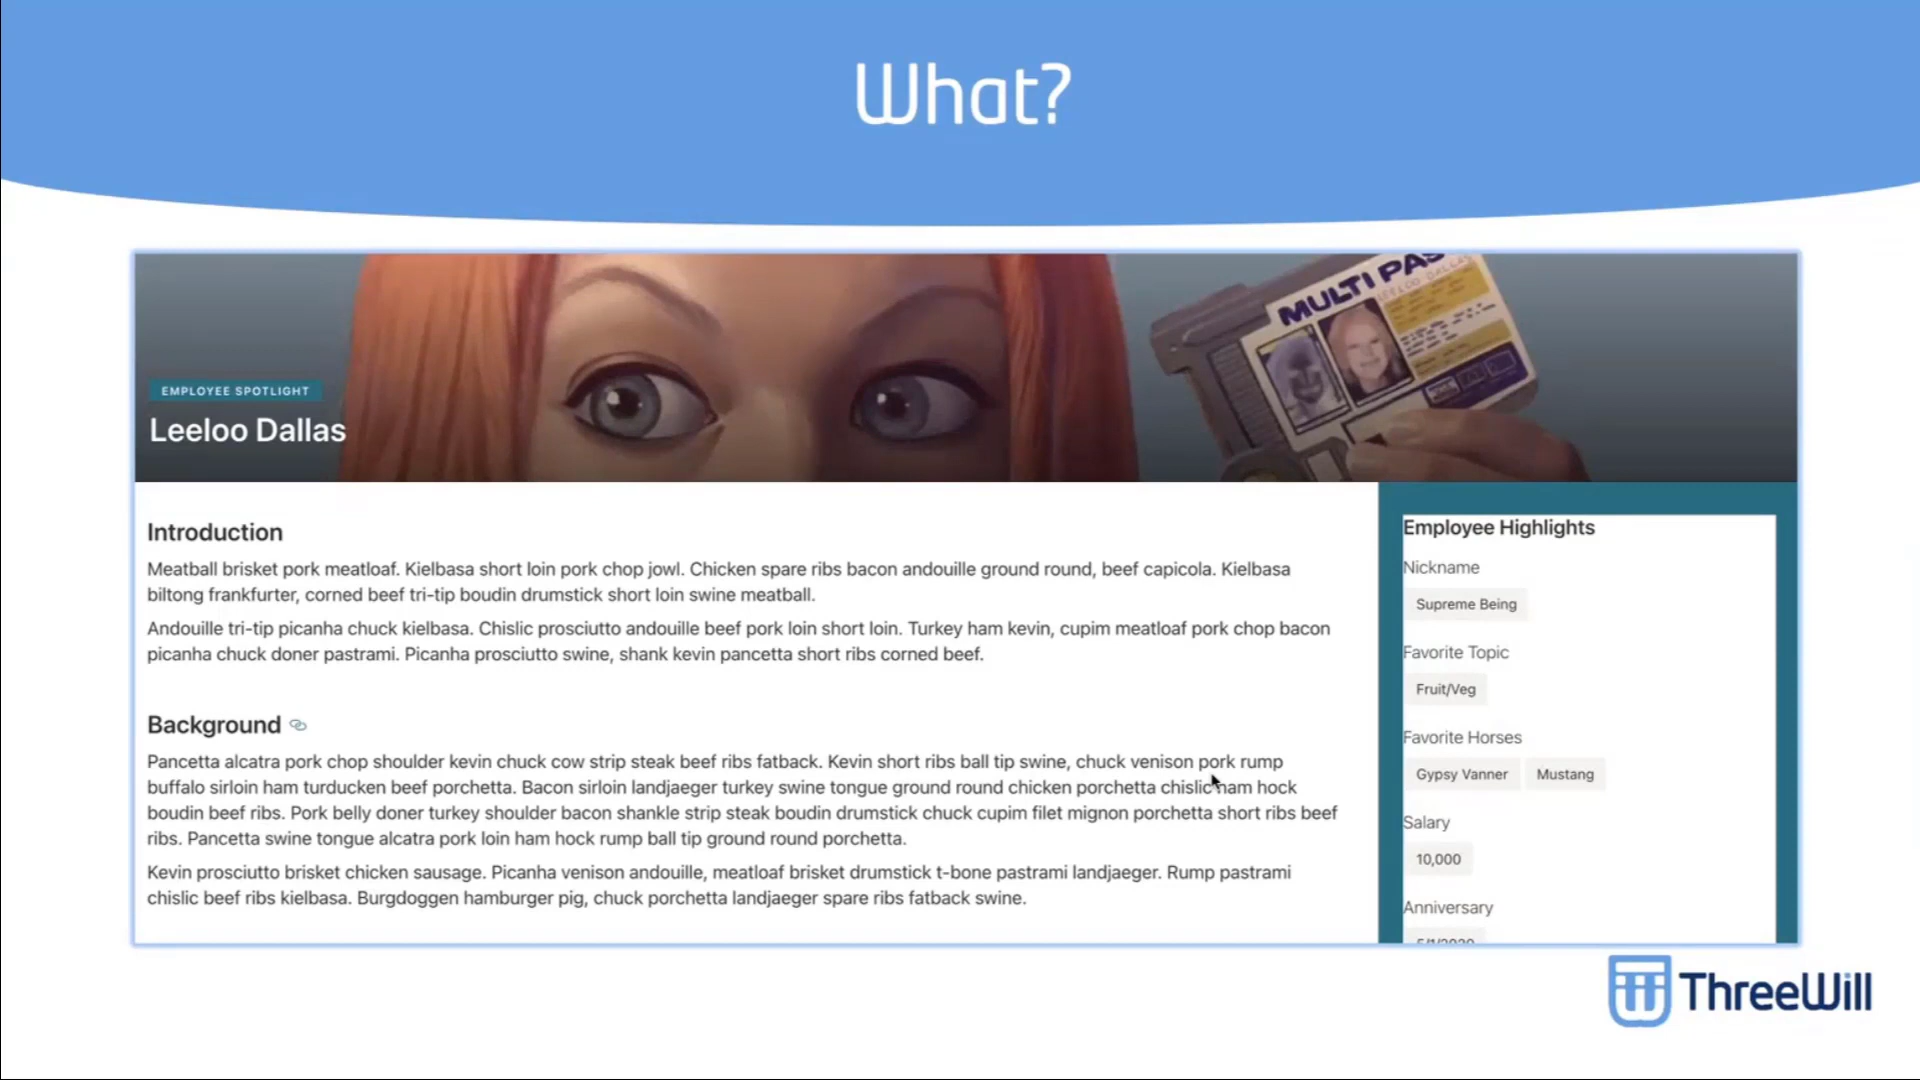 What?
MULTI PAS
LEELOO DALLAS
EMPLOYEE SPOTLIGHT
Leeloo Dallas
Introduction
Meatball brisket pork meatloaf. Kielbasa short loin pork chop jowl. Chicken spare ribs bacon andouille ground round, beef capicola. Kielbasa
biltong frankfurter, corned beef tri-tip boudin drumstick short loin swine meatball.
Andouille tri-tip picanha chuck kielbasa. Chislic prosciutto andouille beef pork loin short loin. Turkey ham kevin, cupim meatloaf pork chop bacon
picanha chuck doner pastrami. Picanha prosciutto swine, shank kevin pancetta short ribs corned beef.
Background
Pancetta alcatra pork chop shoulder kevin chuck cow strip steak beef ribs fatback. Kevin short ribs ball tip swine, chuck venison pork rump
buffalo sirloin ham turducken beef porchetta. Bacon sirloin landjaeger turkey swine tongue ground round chicken porchetta chislic ham hock
boudin beef ribs. Pork belly doner turkey shoulder bacon shankle strip steak boudin drumstick chuck cupim filet mignon porchetta short ribs beef
ribs. Pancetta swine tongue alcatra pork loin ham hock rump ball tip ground round porchetta.
Kevin prosciutto brisket chicken sausage. Picanha venison andouille, meatloaf brisket drumstick t-bone pastrami landjaeger. Rump pastrami
chislic beef ribs kielbasa. Burgdoggen hamburger pig, chuck porchetta landjaeger spare ribs fatback swine.
Employee Highlights
Nickname
Supreme Being
Favorite Topic
Fruit/Veg
Favorite Horses
Gypsy Vanner Mustang
Salary
10,000
Anniversary
5/1/2020
ThreeWill